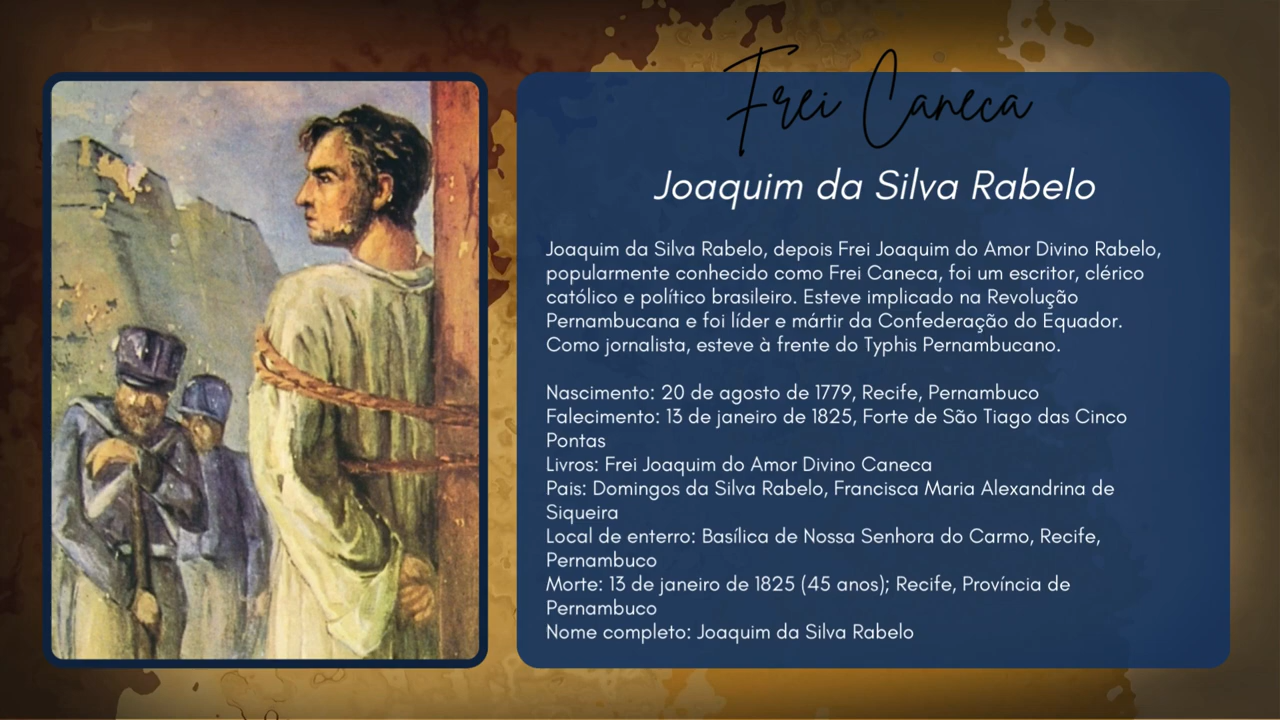 Frei Caneca
Joaquim da Silva Rabelo
Joaquim da Silva Rabelo, depois Frei Joaquim do Amor Divino Rabelo,
popularmente conhecido como Frei Caneca, foi um escritor, clérico
católico e político brasileiro. Esteve implicado na Revolução
Pernambucana e foi líder e mártir da Confederação do Equador.
Como jornalista, esteve à frente do Typhis Pernambucano.
Nascimento: 20 de agosto de 1779, Recife, Pernambuco
Falecimento: 13 de janeiro de 1825, Forte de São Tiago das Cinco
Pontas
Livros: Frei Joaquim do Amor Divino Caneca
Pais: Domingos da Silva Rabelo, Francisca Maria Alexandrina de
Siqueira
Local de enterro: Basílica de Nossa Senhora do Carmo, Recife,
Pernambuco
Morte: 13 de janeiro de 1825 (45 anos); Recife, Província de
Pernambuco
Nome completo: Joaquim da Silva Rabelo